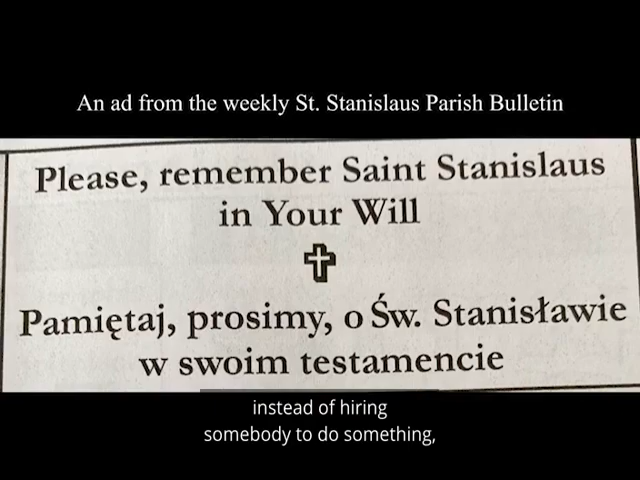 An ad from the weekly St. Stanislaus Parish Bulletin
Please, remember Saint Stanislaus
in Your Will
Pamiętaj, prosimy, o Św. Stanisławie
w swoim testamencie
instead of hiring
somebody to do something,